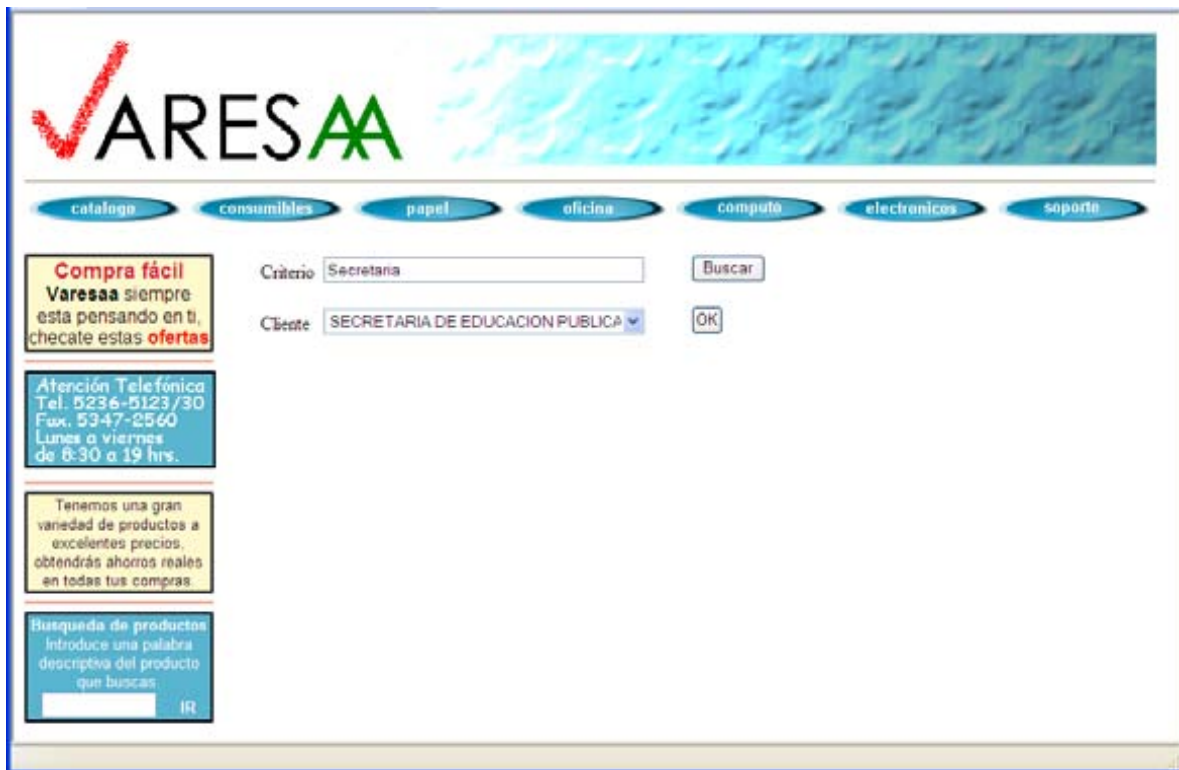 VARESAA
catalogo consumibles papel oficina computo electronicos soporte
Compra fácil
Varesaa siempre
esta pensando en ti,
checate estas ofertas
Criterio Secretaria Buscar
Cliente SECRETARIA DE EDUCACION PUBLICA OK
Atención Telefónica
Tel. 5236-5123/30
Fax. 5347-2560
Lunes a viernes
de 8:30 a 19 hrs.
Tenemos una gran
variedad de productos a
excelentes precios,
obtendrás ahorros reales
en todas tus compras
Busqueda de productos
Introduce una palabra
descriptiva del producto
que buscas
IR